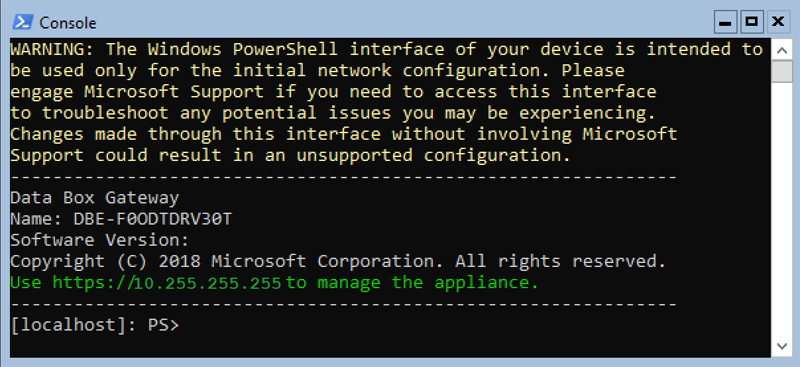 Console
WARNING: The Windows PowerShell interface of your device is intended to
be used only for the initial network configuration. Please
engage Microsoft Support if you need to access this interface
to troubleshoot any potential issues you may be experiencing.
Changes made through this interface without involving Microsoft
Support could result in an unsupported configuration.
---------------------------------------------------------------
Data Box Gateway
Name: DBE-F0ODTDRV30T
Software Version:
Copyright (C) 2018 Microsoft Corporation. All rights reserved.
Use https://10.255.255.255 to manage the appliance.
---------------------------------------------------------------
[localhost]: PS>